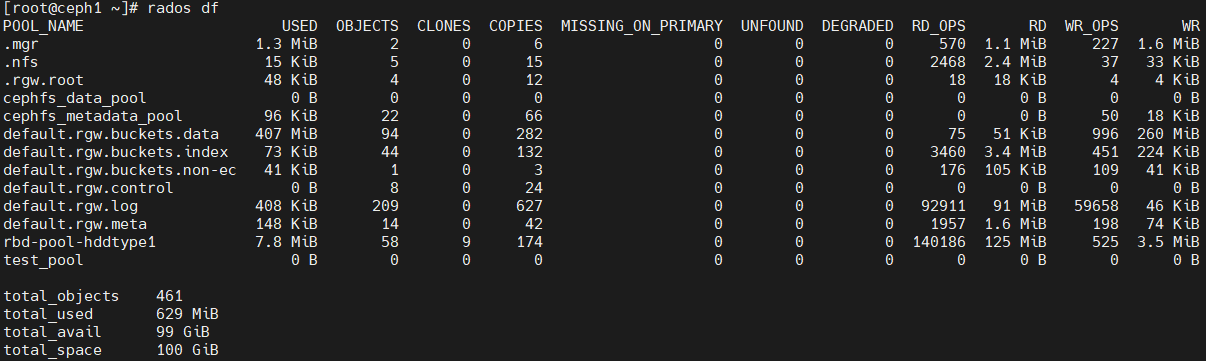 [root@ceph1 ~]# rados df
POOL_NAME                     USED  OBJECTS  CLONES  COPIES  MISSING_ON_PRIMARY  UNFOUND  DEGRADED  RD_OPS       RD  WR_OPS       WR
.mgr                       1.3 MiB        2       0       6                   0        0         0     570  1.1 MiB     227  1.6 MiB
.nfs                        15 KiB        5       0      15                   0        0         0    2468  2.4 MiB      37   33 KiB
.rgw.root                   48 KiB        4       0      12                   0        0         0      18   18 KiB       4    4 KiB
cephfs_data_pool               0 B        0       0       0                   0        0         0       0      0 B       0      0 B
cephfs_metadata_pool        96 KiB       22       0      66                   0        0         0       0      0 B      50   18 KiB
default.rgw.buckets.data   407 MiB       94       0     282                   0        0         0      75   51 KiB     996  260 MiB
default.rgw.buckets.index   73 KiB       44       0     132                   0        0         0    3460  3.4 MiB     451  224 KiB
default.rgw.buckets.non-ec  41 KiB        1       0       3                   0        0         0     176  105 KiB     109   41 KiB
default.rgw.control            0 B        8       0      24                   0        0         0       0      0 B       0      0 B
default.rgw.log            408 KiB      209       0     627                   0        0         0   92911   91 MiB   59658   46 KiB
default.rgw.meta           148 KiB       14       0      42                   0        0         0    1957  1.6 MiB     198   74 KiB
rbd-pool-hddtype1          7.8 MiB       58       9     174                   0        0         0  140186  125 MiB     525  3.5 MiB
test_pool                      0 B        0       0       0                   0        0         0       0      0 B       0      0 B
total_objects    461
total_used       629 MiB
total_avail      99 GiB
total_space      100 GiB